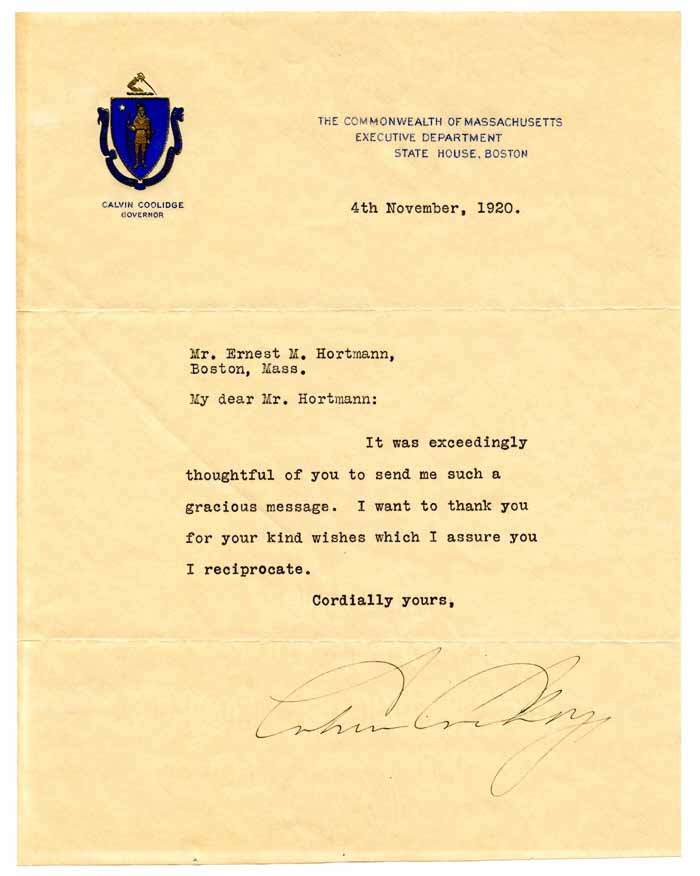 THE COMMONWEALTH OF MASSACHUSETTS
EXECUTIVE DEPARTMENT
STATE HOUSE, BOSTON
CALVIN COOLIDGE
GOVERNOR
4th November, 1920.
Mr. Ernest M. Hortmann,
Boston, Mass.
My dear Mr. Hortmann:
It was exceedingly
thoughtful of you to send me such a
gracious message. I want to thank you
for your kind wishes which I assure you
I reciprocate.
Cordially yours,
Calvin Coolidge